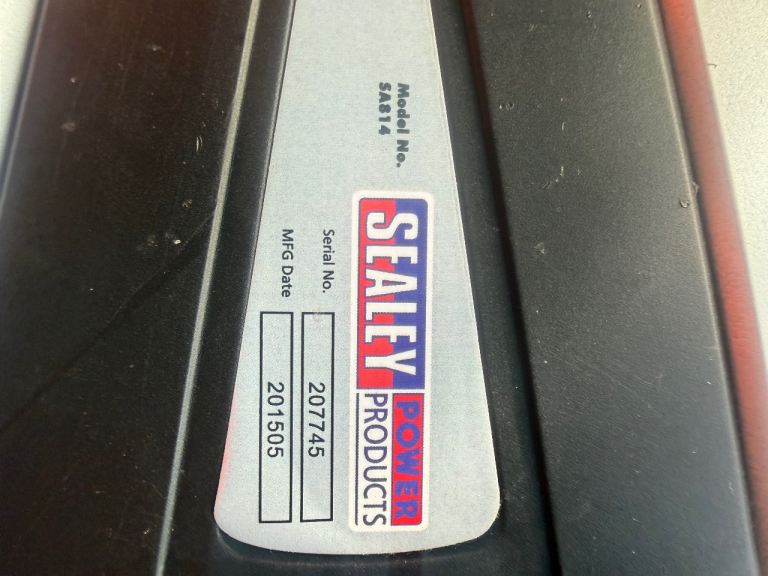 Model No.
SA814
SEALEY
POWER
PRODUCTS
Serial No. 207745
MFG Date 201505